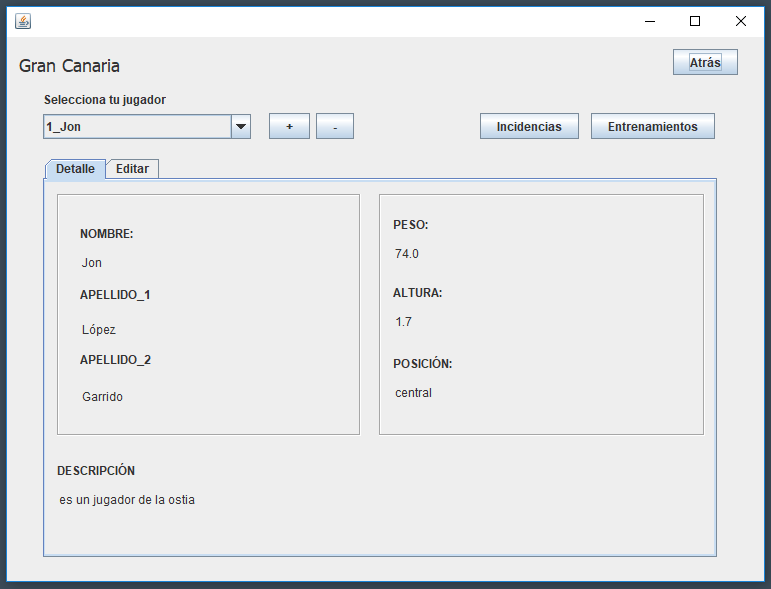 Gran Canaria
Atrás
Selecciona tu jugador
1_Jon
+
-
Incidencias
Entrenamientos
Detalle
Editar
NOMBRE:
Jon
APELLIDO_1
López
APELLIDO_2
Garrido
PESO:
74.0
ALTURA:
1.7
POSICIÓN:
central
DESCRIPCIÓN
es un jugador de la ostia